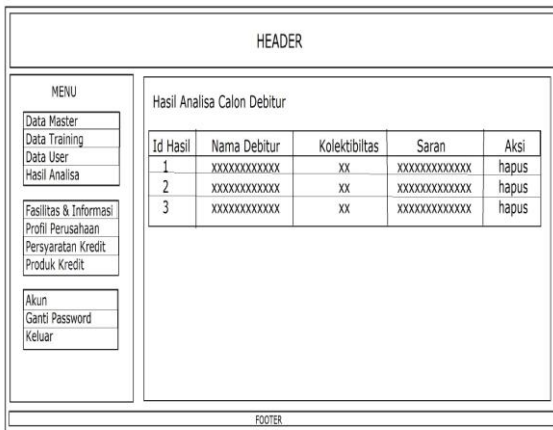 HEADER
MENU
Data Master
Data Training
Data User
Hasil Analisa
Fasilitas & Informasi
Profil Perusahaan
Persyaratan Kredit
Produk Kredit
Akun
Ganti Password
Keluar
Hasil Analisa Calon Debitur
Id Hasil Nama Debitur Kolektibiltas Saran Aksi
1 xxxxxxxxxxxx xx xxxxxxxxxxxxx hapus
2 xxxxxxxxxxxx xx xxxxxxxxxxxxx hapus
3 xxxxxxxxxxxx xx xxxxxxxxxxxxx hapus
FOOTER